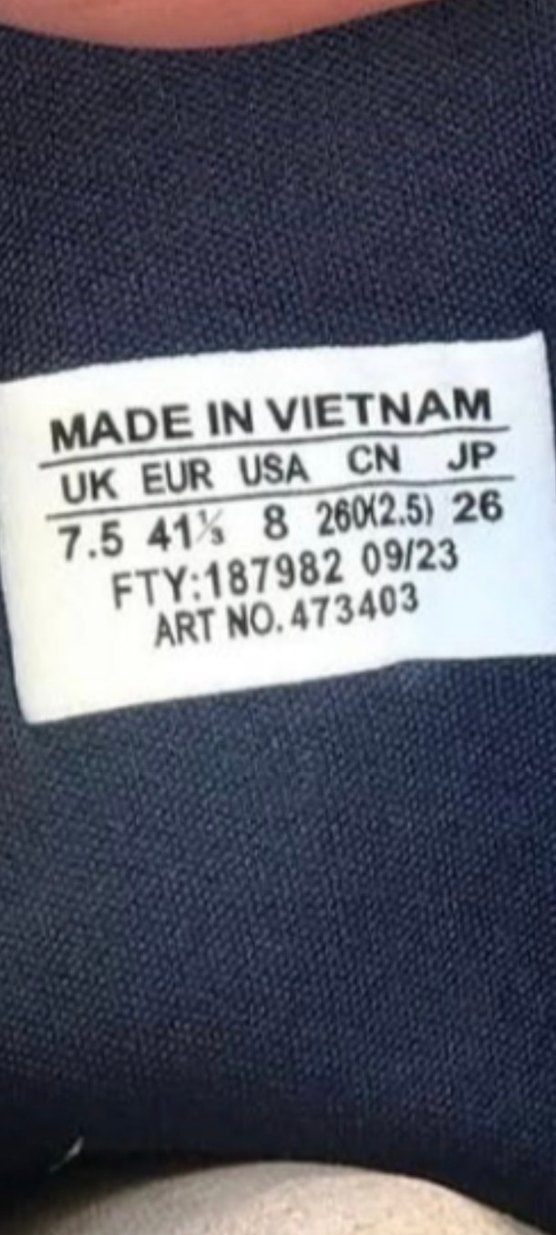 MADE IN VIETNAM
UK EUR USA CN JP
7.5 41⅓ 8 260(2.5) 26
FTY:187982 09/23
ART NO. 473403